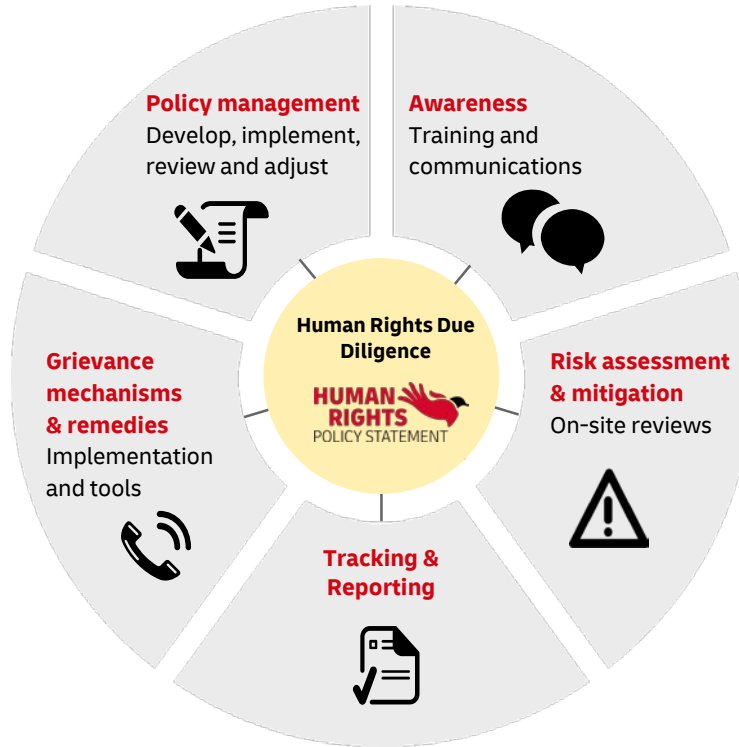 Policy management
Develop, implement,
review and adjust
Awareness
Training and
communications
Human Rights Due
Diligence
HUMAN
RIGHTS
POLICY STATEMENT
Grievance
mechanisms
& remedies
Implementation
and tools
Risk assessment
& mitigation
On-site reviews
Tracking &
Reporting